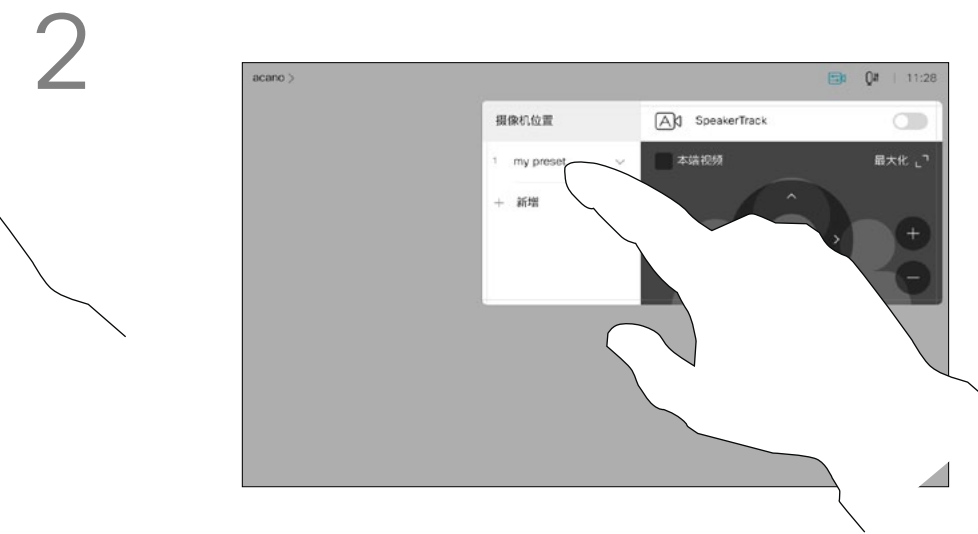 2
acano > 11:28
摄像机位置 SpeakerTrack
1 my preset 本端视频 最大化
+ 新增